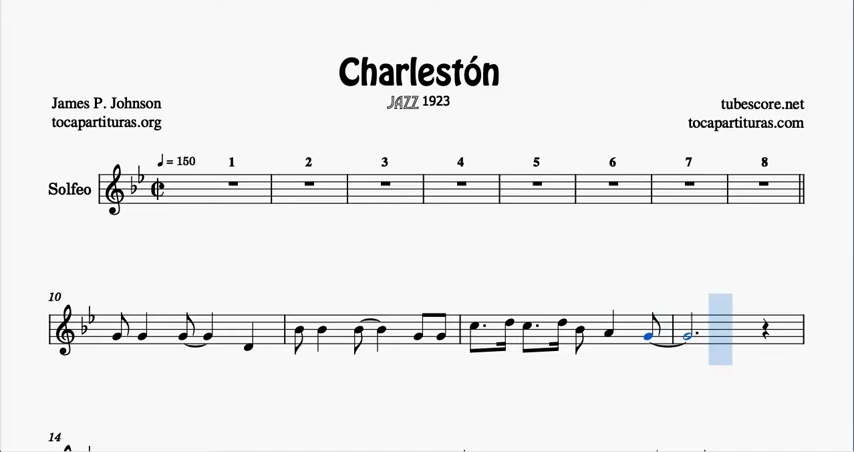 Charlestón
JAZZ 1923
James P. Johnson
tubescore.net
tocapartituras.org
tocapartituras.com
= 150
1 2 3 4 5 6 7 8
Solfeo
10
14